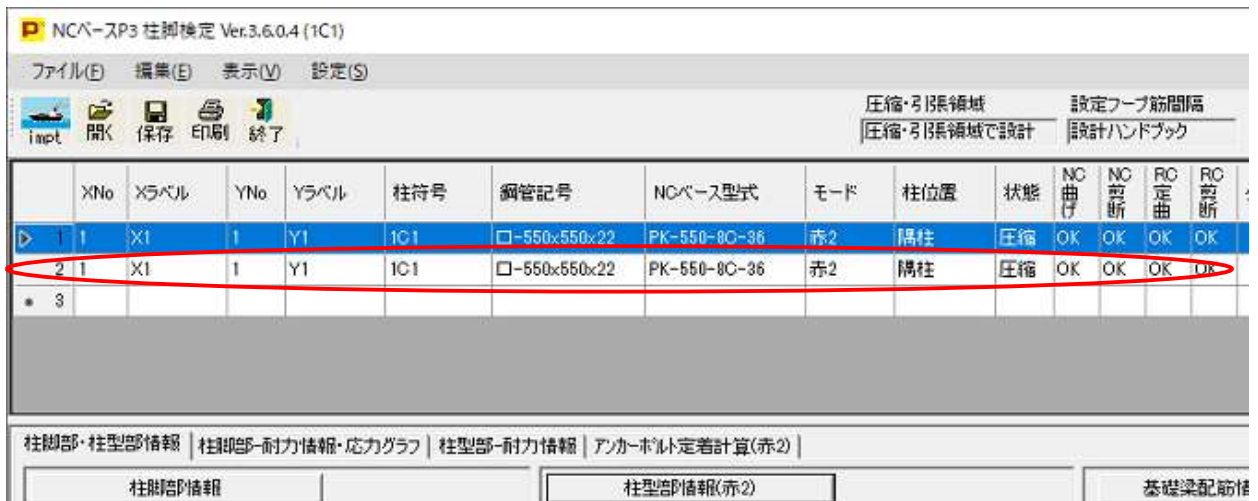 P NCベースP3 柱脚検定 Ver.3.6.0.4 (1C1)
ファイル(F) 編集(E) 表示(V) 設定(S)
impt 開く 保存 印刷 終了
圧縮・引張領域 設定フープ筋間隔
圧縮・引張領域で設計 設計ハンドブック
XNo Xラベル YNo Yラベル 柱符号 鋼管記号 NCベース型式 モード 柱位置 状態 NC曲げ NC剪断 RC定曲 RC剪断
1 1 X1 1 Y1 1C1 ロ-550x550x22 PK-550-8C-36 赤2 隅柱 圧縮 OK OK OK OK
2 1 X1 1 Y1 1C1 ロ-550x550x22 PK-550-8C-36 赤2 隅柱 圧縮 OK OK OK OK
3
柱脚部・柱型部情報 柱脚部-耐力情報・応力グラフ 柱型部-耐力情報 アンカーボルト定着計算(赤2)
柱脚部情報 柱型部情報(赤2) 基礎梁配筋情